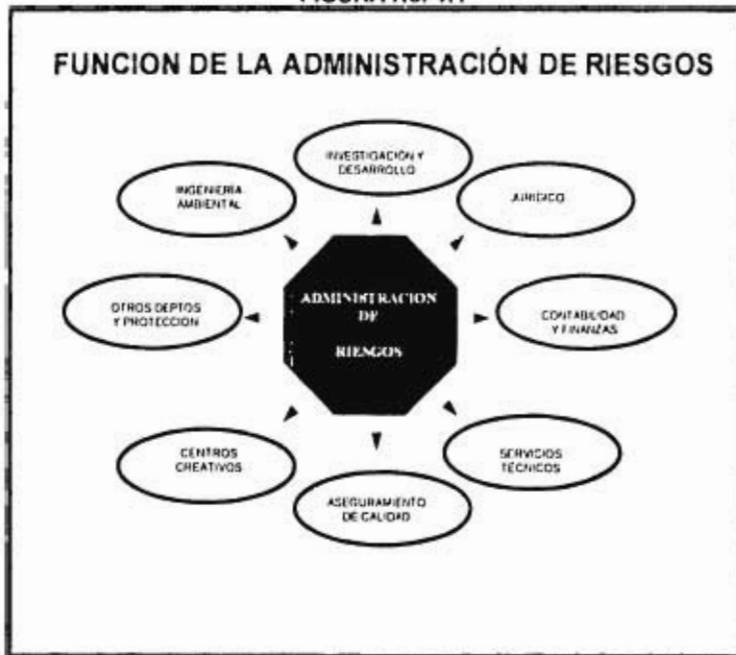 FUNCION DE LA ADMINISTRACIÓN DE RIESGOS
INVESTIGACIÓN Y
DESARROLLO
INGENIERÍA
AMBIENTAL
JURIDICO
ADMINISTRACION
DE
RIESGOS
OTROS DEPTOS
Y PROTECCION
CONTABILIDAD
Y FINANZAS
CENTROS
CREATIVOS
SERVICIOS
TECNICOS
ASEGURAMIENTO
DE CALIDAD